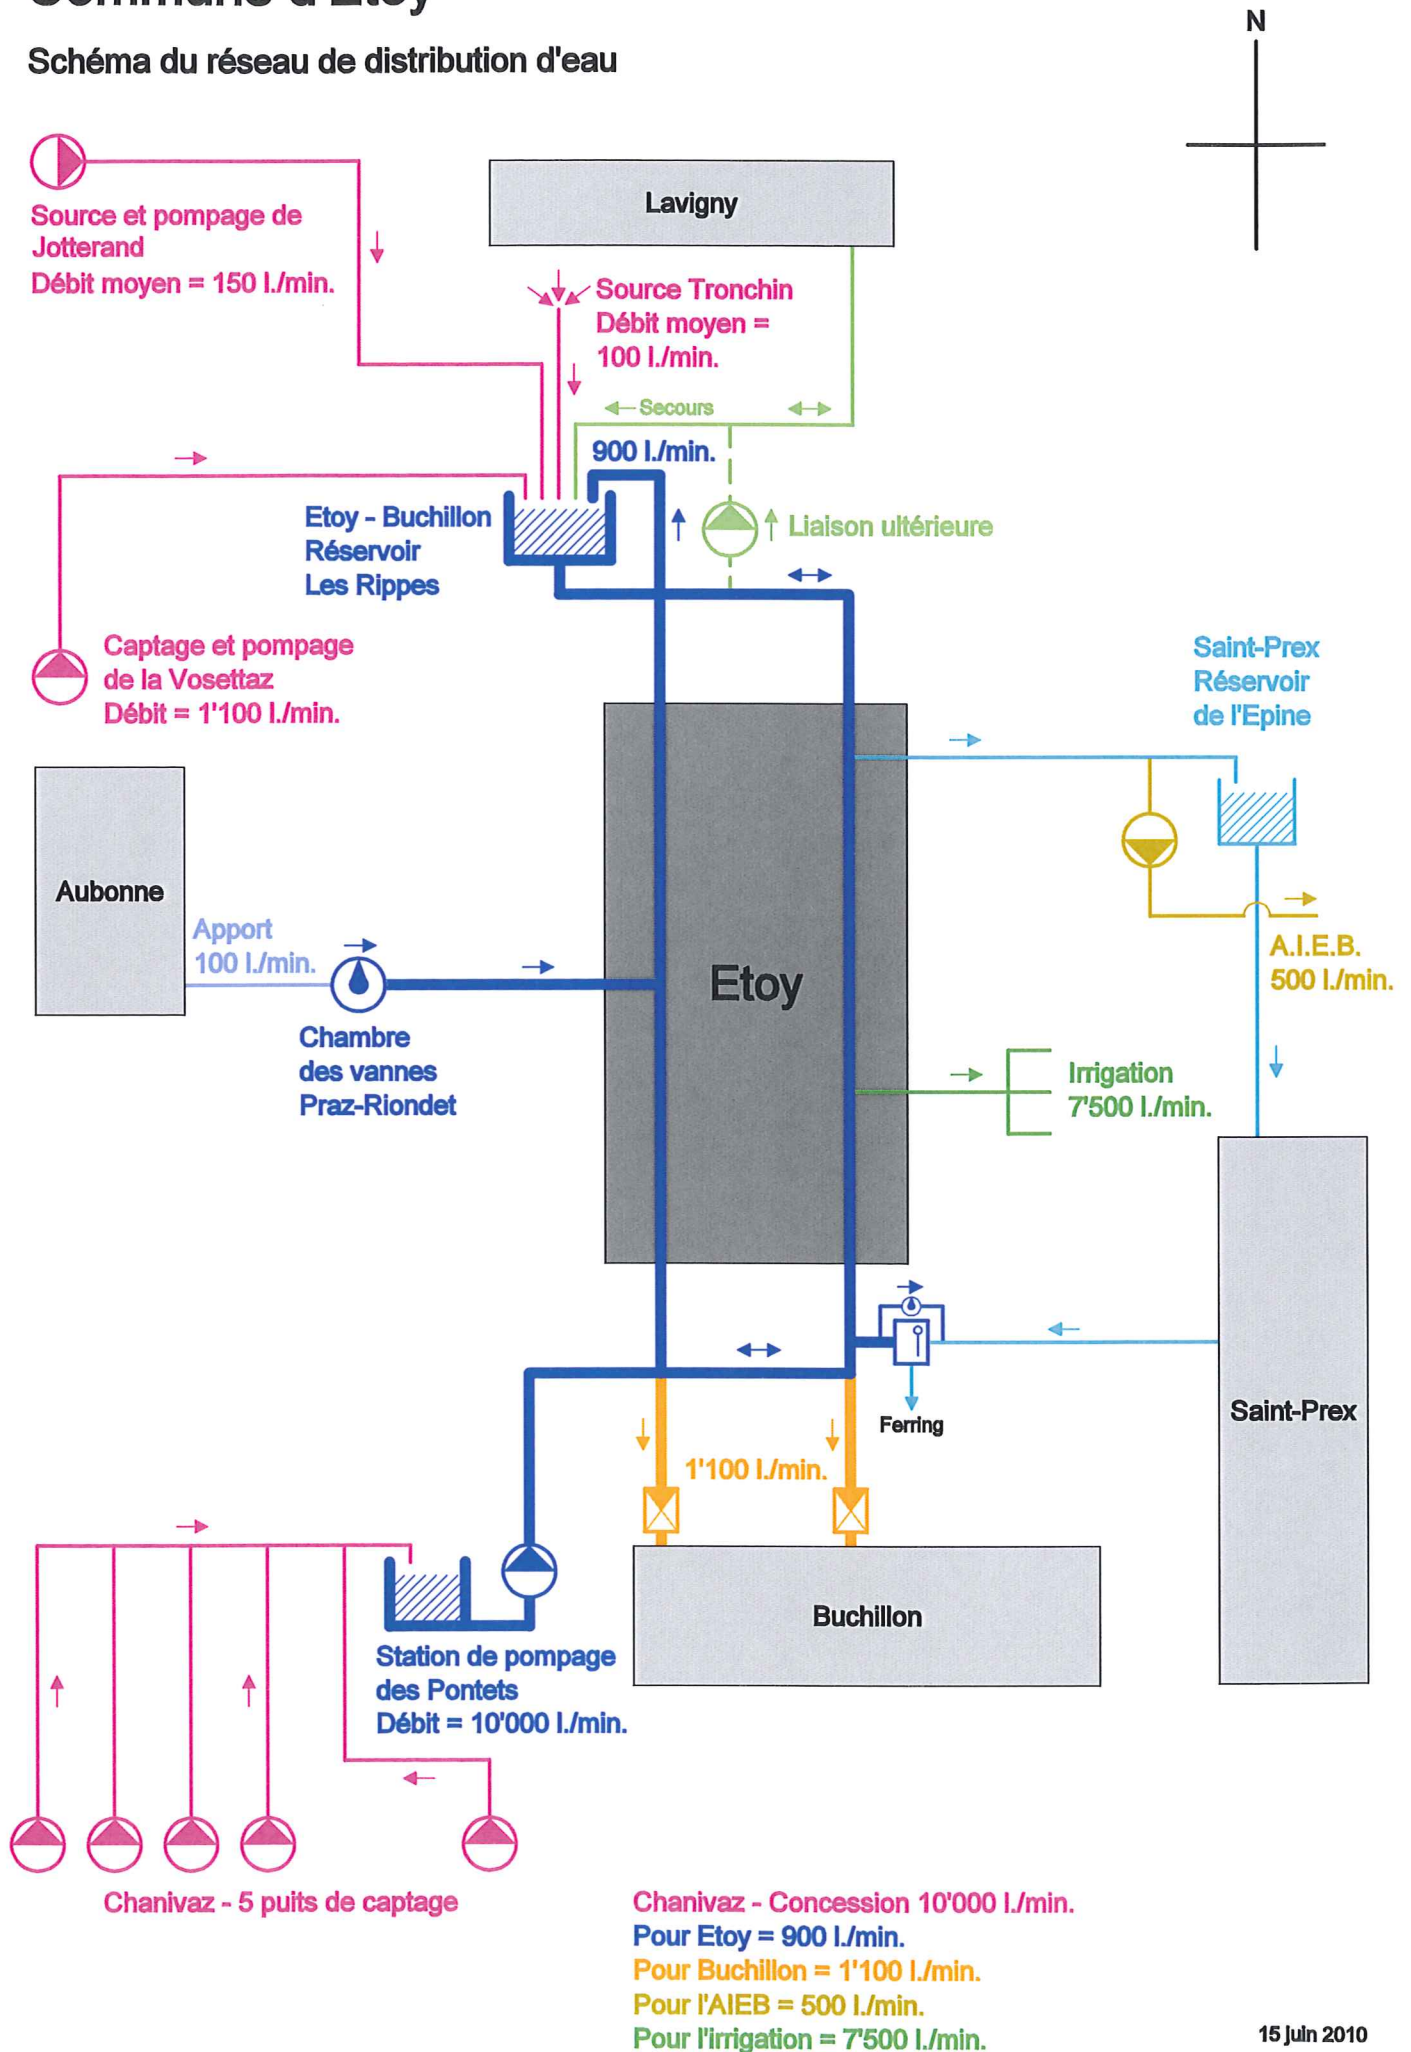 Commune d'Etoy
Schéma du réseau de distribution d'eau
N
Source et pompage de
Jotterand
Débit moyen = 150 l./min.
Lavigny
Source Tronchin
Débit moyen =
100 l./min.
Secours
900 l./min.
Etoy - Buchillon
Réservoir
Les Rippes
Liaison ultérieure
Captage et pompage
de la Vosettaz
Débit = 1'100 l./min.
Saint-Prex
Réservoir
de l'Epine
Aubonne
Apport
100 l./min.
Etoy
A.I.E.B.
500 l./min.
Chambre
des vannes
Praz-Riondet
Irrigation
7'500 l./min.
Ferring
Saint-Prex
1'100 l./min.
Buchillon
Station de pompage
des Pontets
Débit = 10'000 l./min.
Chanivaz - 5 puits de captage
Chanivaz - Concession 10'000 l./min.
Pour Etoy = 900 l./min.
Pour Buchillon = 1'100 l./min.
Pour l'AIEB = 500 l./min.
Pour l'irrigation = 7'500 l./min.
15 juin 2010